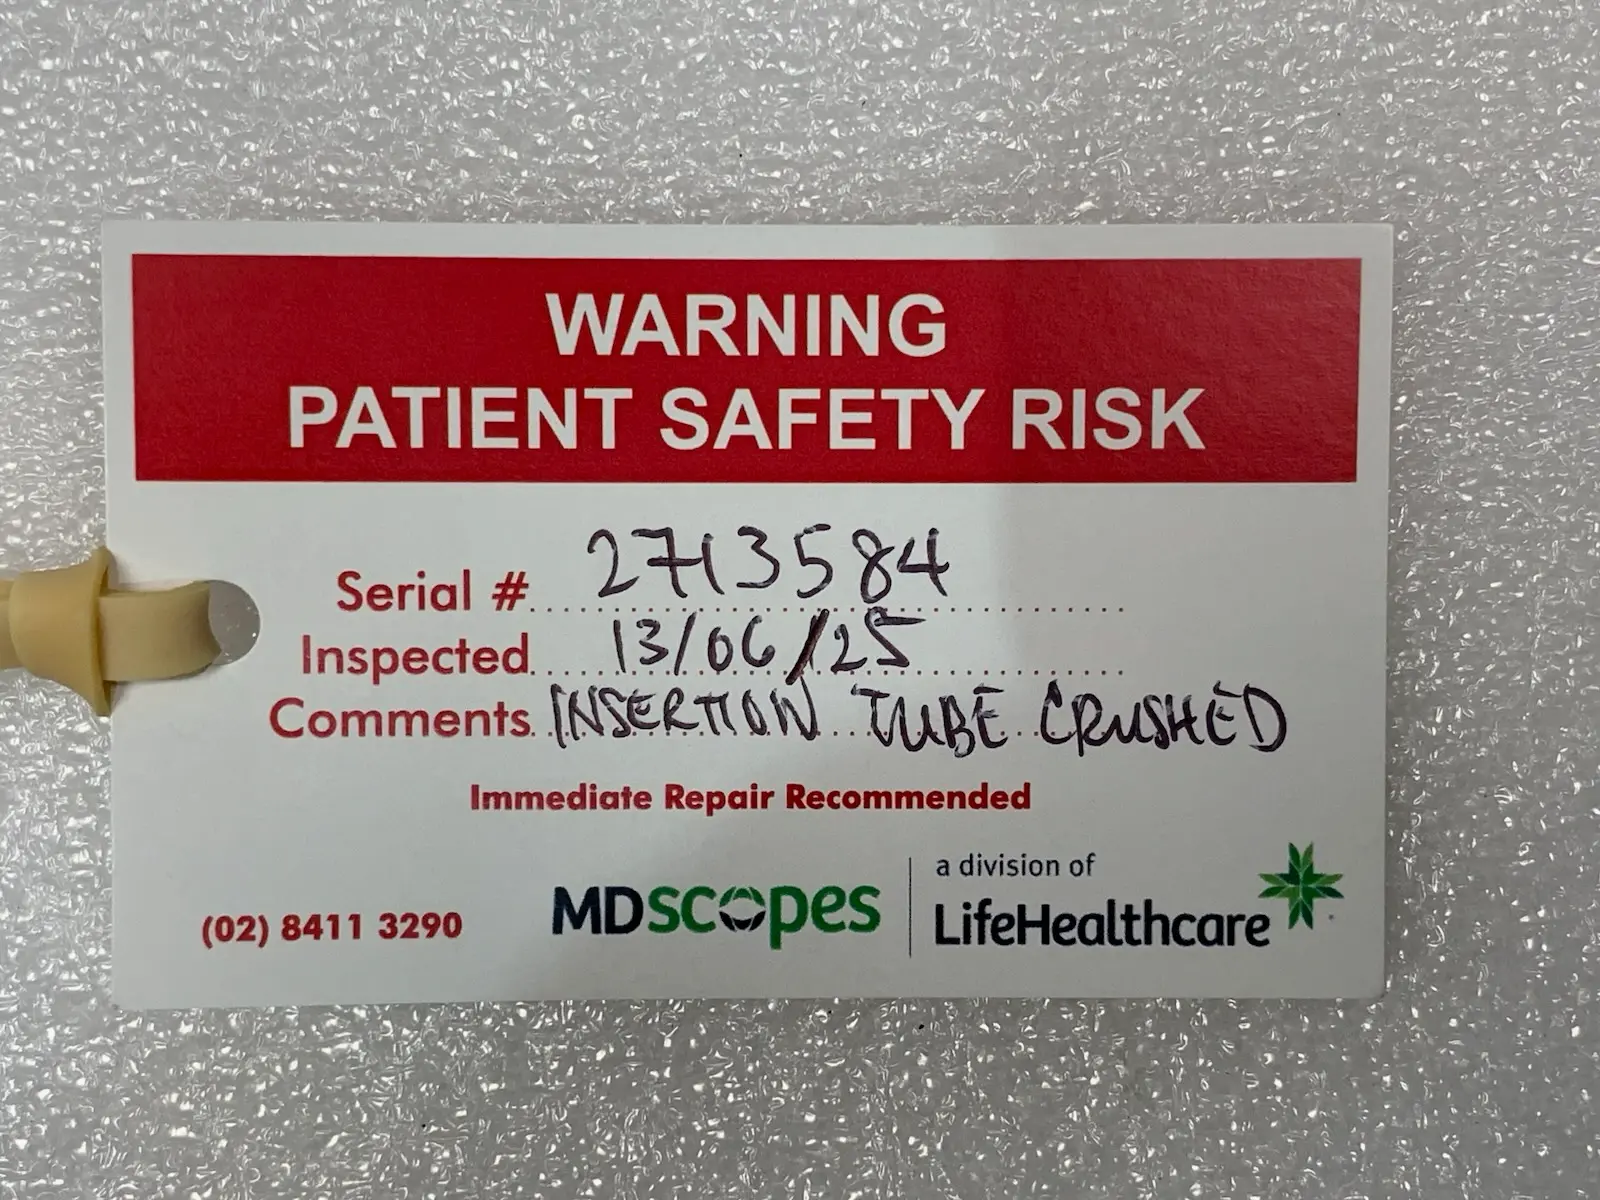 WARNING
PATIENT SAFETY RISK
Serial # 2713584
Inspected 13/06/25
Comments INSERTION TUBE CRUSHED
Immediate Repair Recommended
(02) 8411 3290
MDscopes
a division of
LifeHealthcare